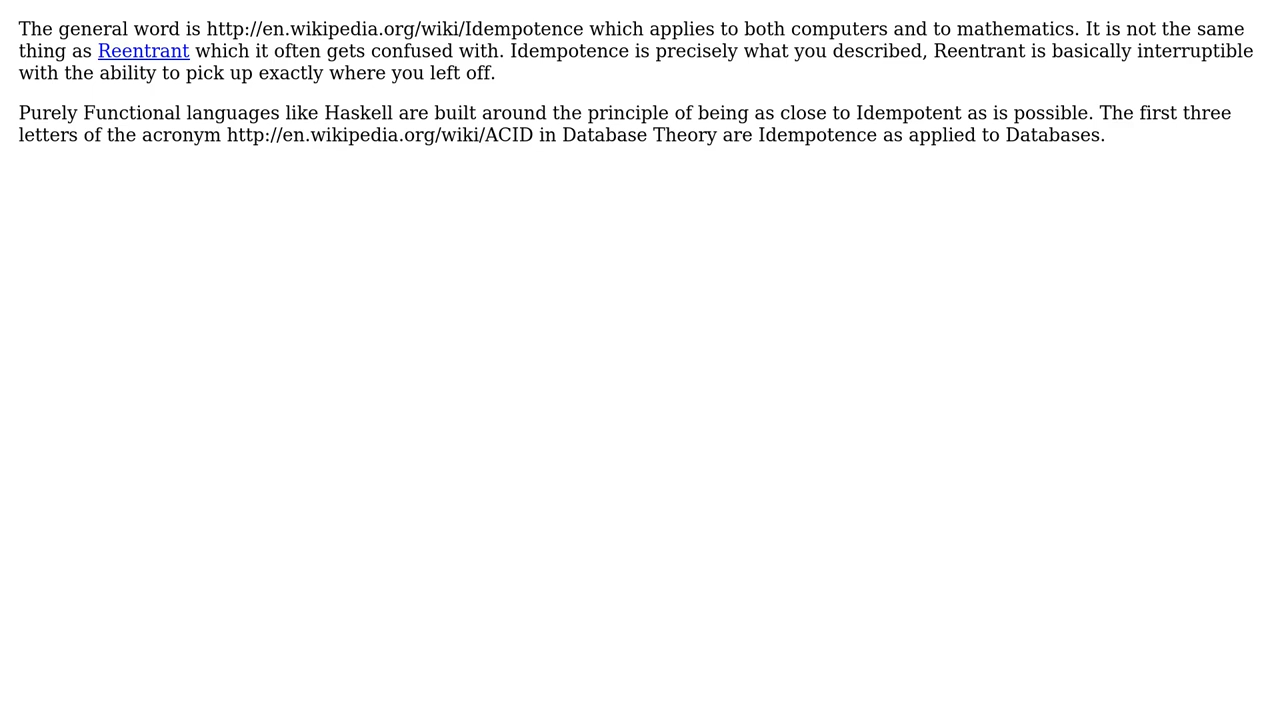 The general word is http://en.wikipedia.org/wiki/Idempotence which applies to both computers and to mathematics. It is not the same
thing as Reentrant which it often gets confused with. Idempotence is precisely what you described, Reentrant is basically interruptible
with the ability to pick up exactly where you left off.
Purely Functional languages like Haskell are built around the principle of being as close to Idempotent as is possible. The first three
letters of the acronym http://en.wikipedia.org/wiki/ACID in Database Theory are Idempotence as applied to Databases.